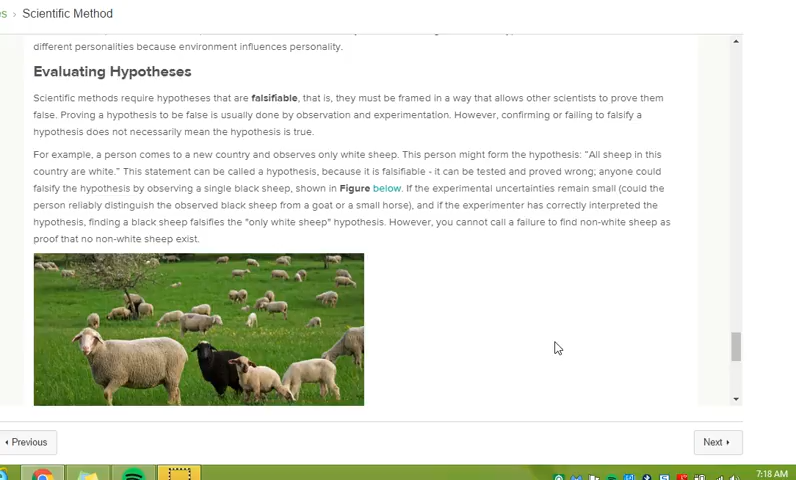 es › Scientific Method
different personalities because environment influences personality.
Evaluating Hypotheses
Scientific methods require hypotheses that are falsifiable, that is, they must be framed in a way that allows other scientists to prove them
false. Proving a hypothesis to be false is usually done by observation and experimentation. However, confirming or failing to falsify a
hypothesis does not necessarily mean the hypothesis is true.
For example, a person comes to a new country and observes only white sheep. This person might form the hypothesis: “All sheep in this
country are white.” This statement can be called a hypothesis, because it is falsifiable - it can be tested and proved wrong; anyone could
falsify the hypothesis by observing a single black sheep, shown in Figure below. If the experimental uncertainties remain small (could the
person reliably distinguish the observed black sheep from a goat or a small horse), and if the experimenter has correctly interpreted the
hypothesis, finding a black sheep falsifies the "only white sheep" hypothesis. However, you cannot call a failure to find non-white sheep as
proof that no non-white sheep exist.
Previous
Next
7:18 AM